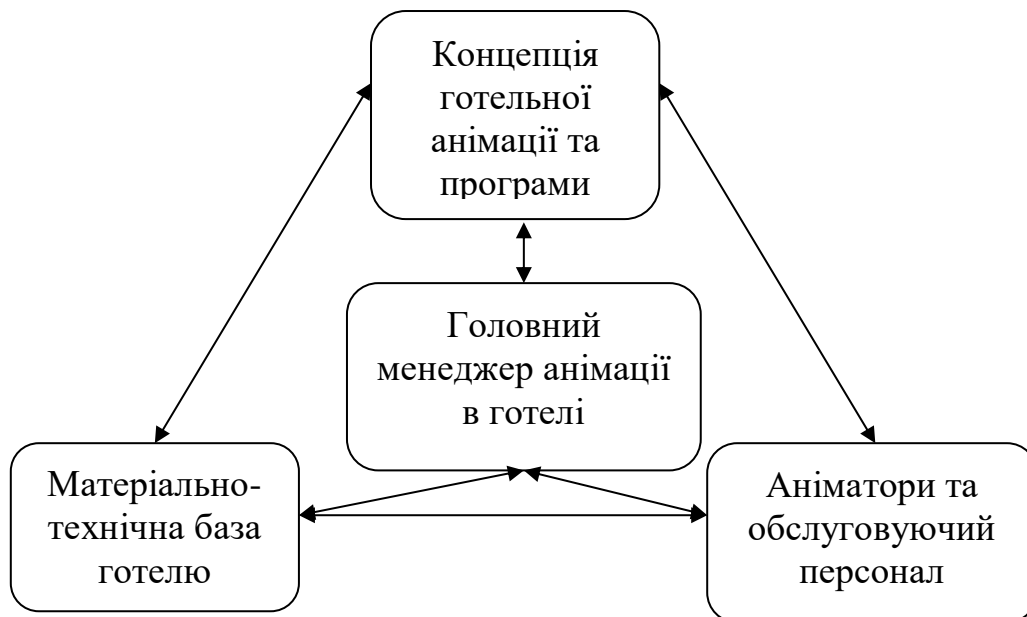 Концепція
готельної
анімації та
програми
Головний
менеджер анімації
в готелі
Матеріально-
технічна база
готелю
Аніматори та
обслуговуючий
персонал